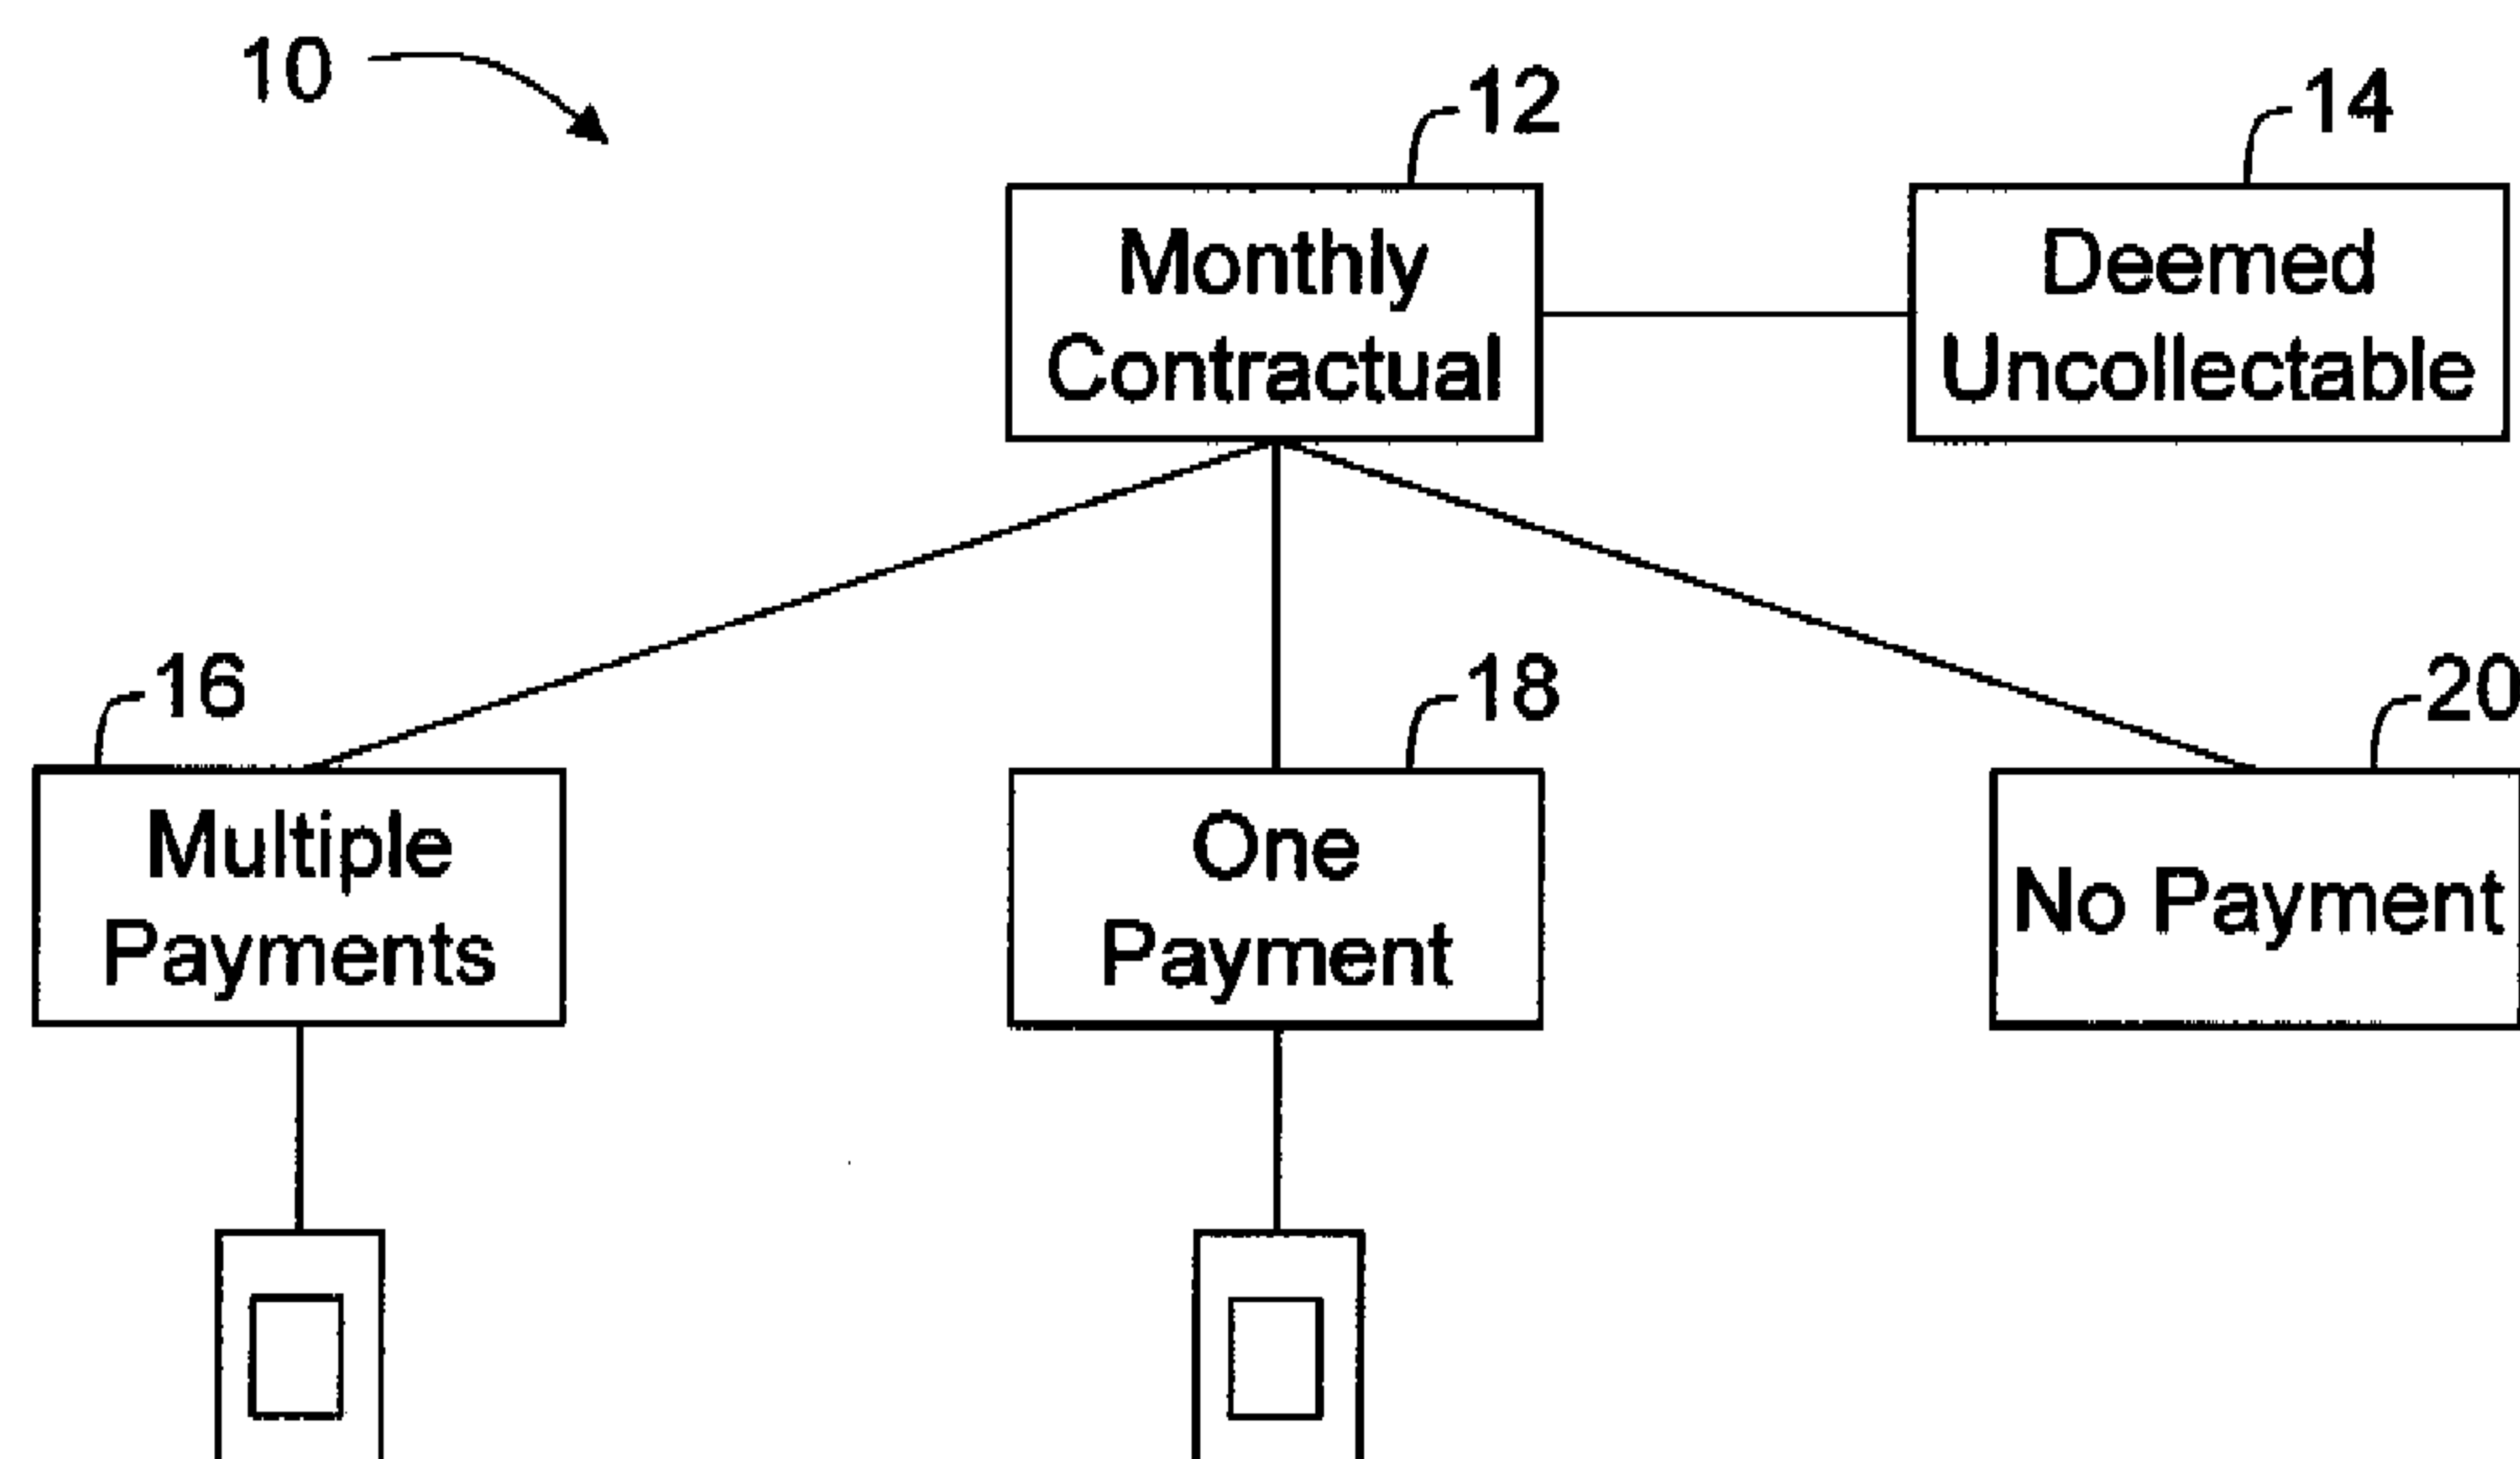 10
12
14
Monthly
Contractual
Deemed
Uncollectable
16
18
20
Multiple
Payments
One
Payment
No Payment